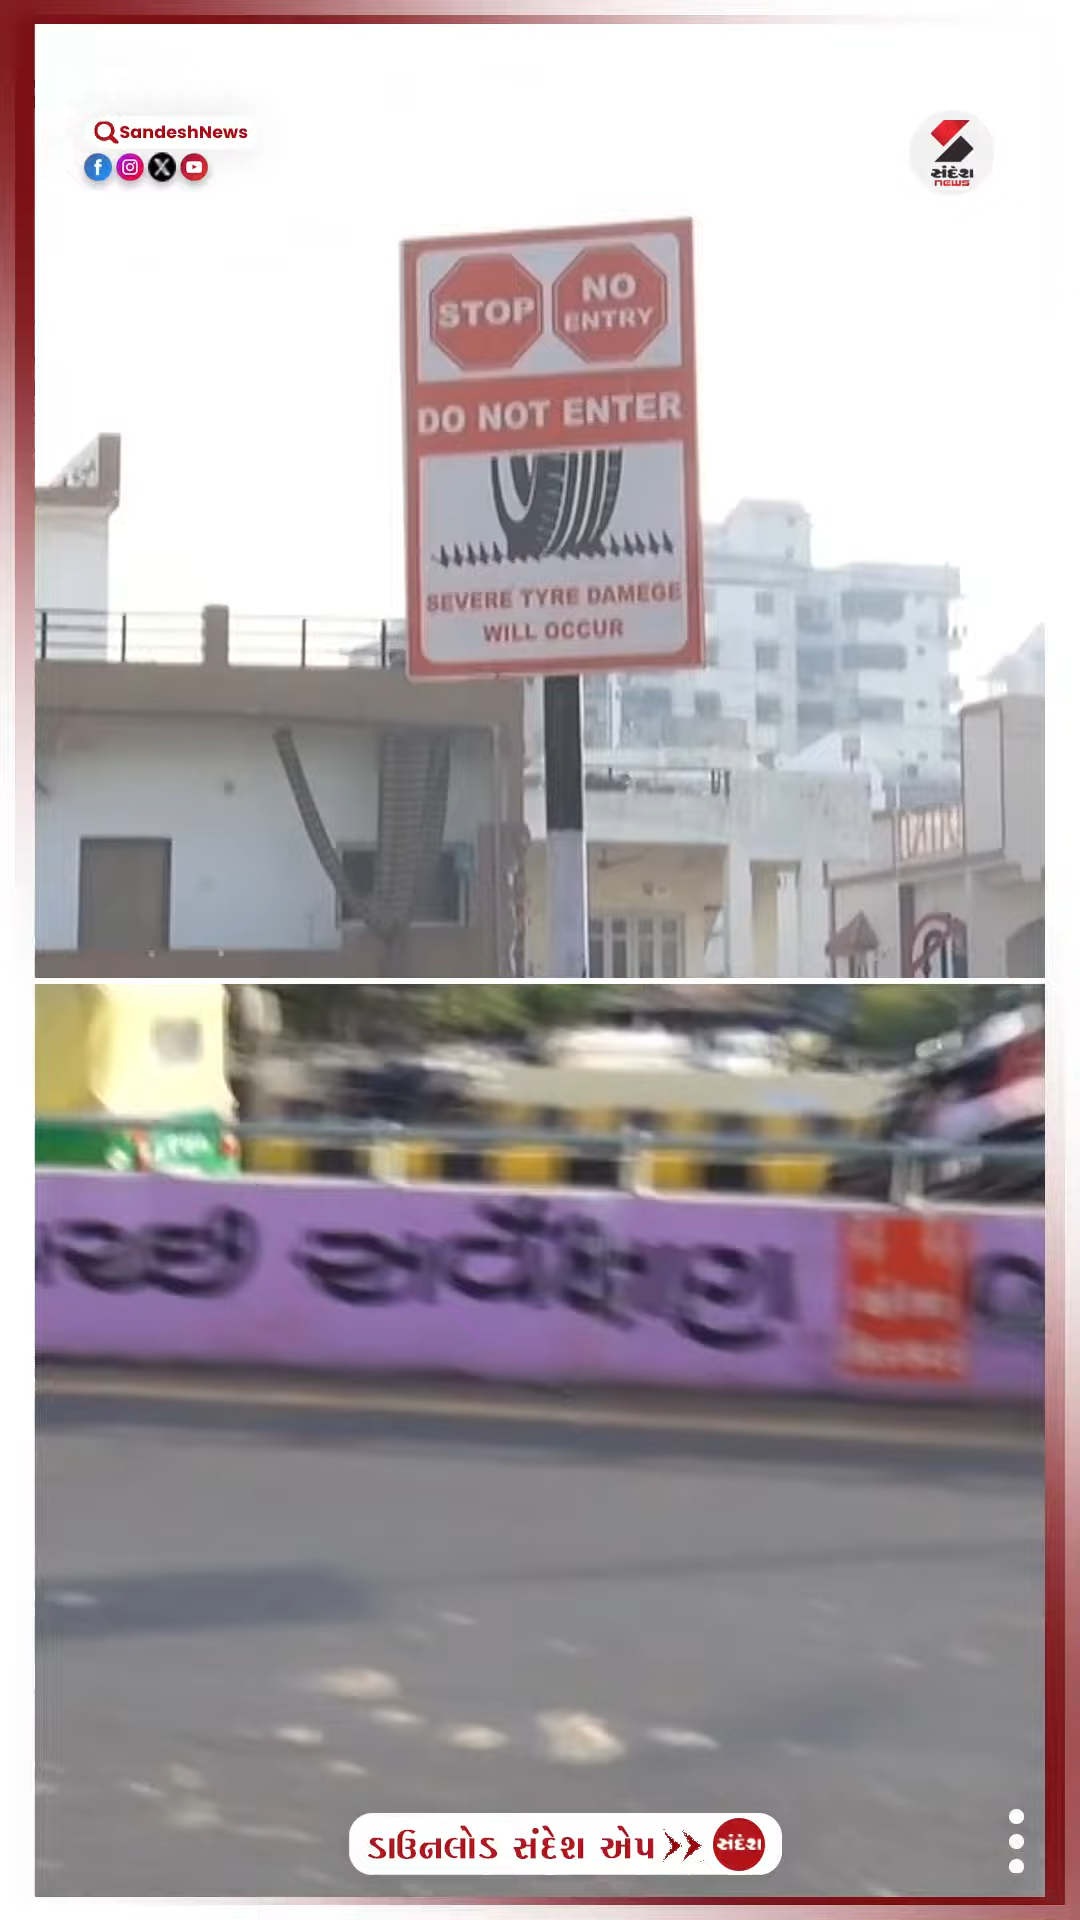 SandeshNews
સંદેશ
news
STOP
NO
ENTRY
DO NOT ENTER
SEVERE TYRE DAMEGE
WILL OCCUR
ડાઉનલોડ સંદેશ એપ
સંદેશ